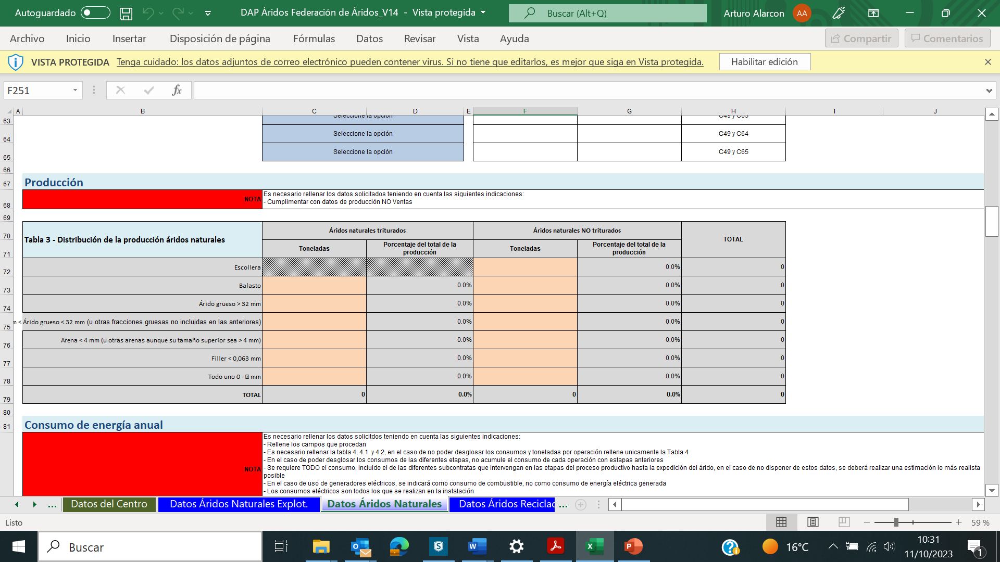 Autoguardado
DAP Áridos Federación de Áridos_V14 - Vista protegida
Buscar (Alt+Q)
Arturo Alarcon
AA
Archivo Inicio Insertar Disposición de página Fórmulas Datos Revisar Vista Ayuda
Compartir
Comentarios
VISTA PROTEGIDA Tenga cuidado: los datos adjuntos de correo electrónico pueden contener virus. Si no tiene que editarlos, es mejor que siga en Vista protegida. Habilitar edición
F251
fx
A B C D E F G H I J
63 Seleccione la opción C49 y C63
64 Seleccione la opción C49 y C64
65 Seleccione la opción C49 y C65
66
67 Producción
68 NOTA Es necesario rellenar los datos solicitados teniendo en cuenta las siguientes indicaciones:
- Cumplimentar con datos de producción NO Ventas
69
70 Tabla 3 - Distribución de la producción áridos naturales Áridos naturales triturados Áridos naturales NO triturados TOTAL
71 Toneladas Porcentaje del total de la producción Toneladas Porcentaje del total de la producción
72 Escollera 0.0% 0
73 Balasto 0.0% 0.0% 0
74 Árido grueso > 32 mm 0.0% 0.0% 0
75 < Árido grueso < 32 mm (u otras fracciones gruesas no incluidas en las anteriores) 0.0% 0.0% 0
76 Arena < 4 mm (u otras arenas aunque su tamaño superior sea > 4 mm) 0.0% 0.0% 0
77 Filler < 0,063 mm 0.0% 0.0% 0
78 Todo uno 0 - mm 0.0% 0.0% 0
79 TOTAL 0 0.0% 0 0.0% 0
80
81 Consumo de energía anual
NOTA
Es necesario rellenar los datos solicitdos teniendo en cuenta las siguientes indicaciones:
- Rellene los campos que procedan
- Es necesario rellenar la tabla 4, 4.1. y 4.2, en el caso de no poder desglosar los consumos y toneladas por operación rellene unicamente la Tabla 4
- En el caso de poder desglosar los consumos de las diferentes etapas, no acumule el consumo de cada operación con estapas anteriores
- Se requiere TODO el consumo, incluido el de las diferentes subcontratas que intervengan en las etapas del proceso productivo hasta la expedición del árido, en el caso de no disponer de estos datos, se deberá realizar una estimación lo más realista
posible
- En el caso de uso de generadores eléctricos, se indicará como consumo de combustible, no como consumo de energía eléctrica generada
- Los consumos eléctricos son todos los que se realizan en la instalación
... Datos del Centro Datos Áridos Naturales Explot. Datos Áridos Naturales Datos Áridos Reciclac ...
Listo
59 %
Buscar
16°C
10:31
11/10/2023
1